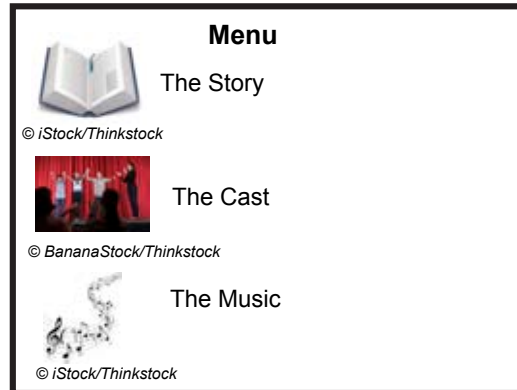 Menu
The Story
© iStock/Thinkstock
The Cast
© BananaStock/Thinkstock
The Music
© iStock/Thinkstock